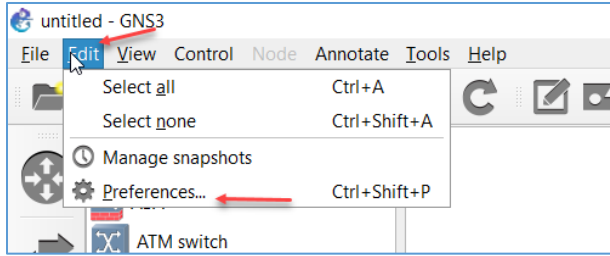 untitled - GNS3
File Edit View Control Node Annotate Tools Help
Select all Ctrl+A
Select none Ctrl+Shift+A
Manage snapshots
Preferences... Ctrl+Shift+P
ATM switch